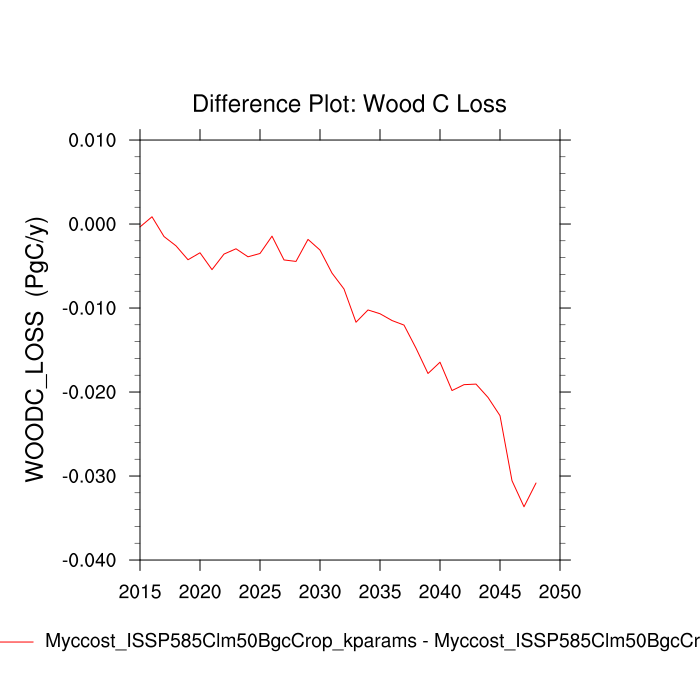 Difference Plot: Wood C Loss
WOODC_LOSS (PgC/y)
0.010
0.000
-0.010
-0.020
-0.030
-0.040
2015 2020 2025 2030 2035 2040 2045 2050
Myccost_ISSP585Clm50BgcCrop_kparams - Myccost_ISSP585Clm50BgcCr